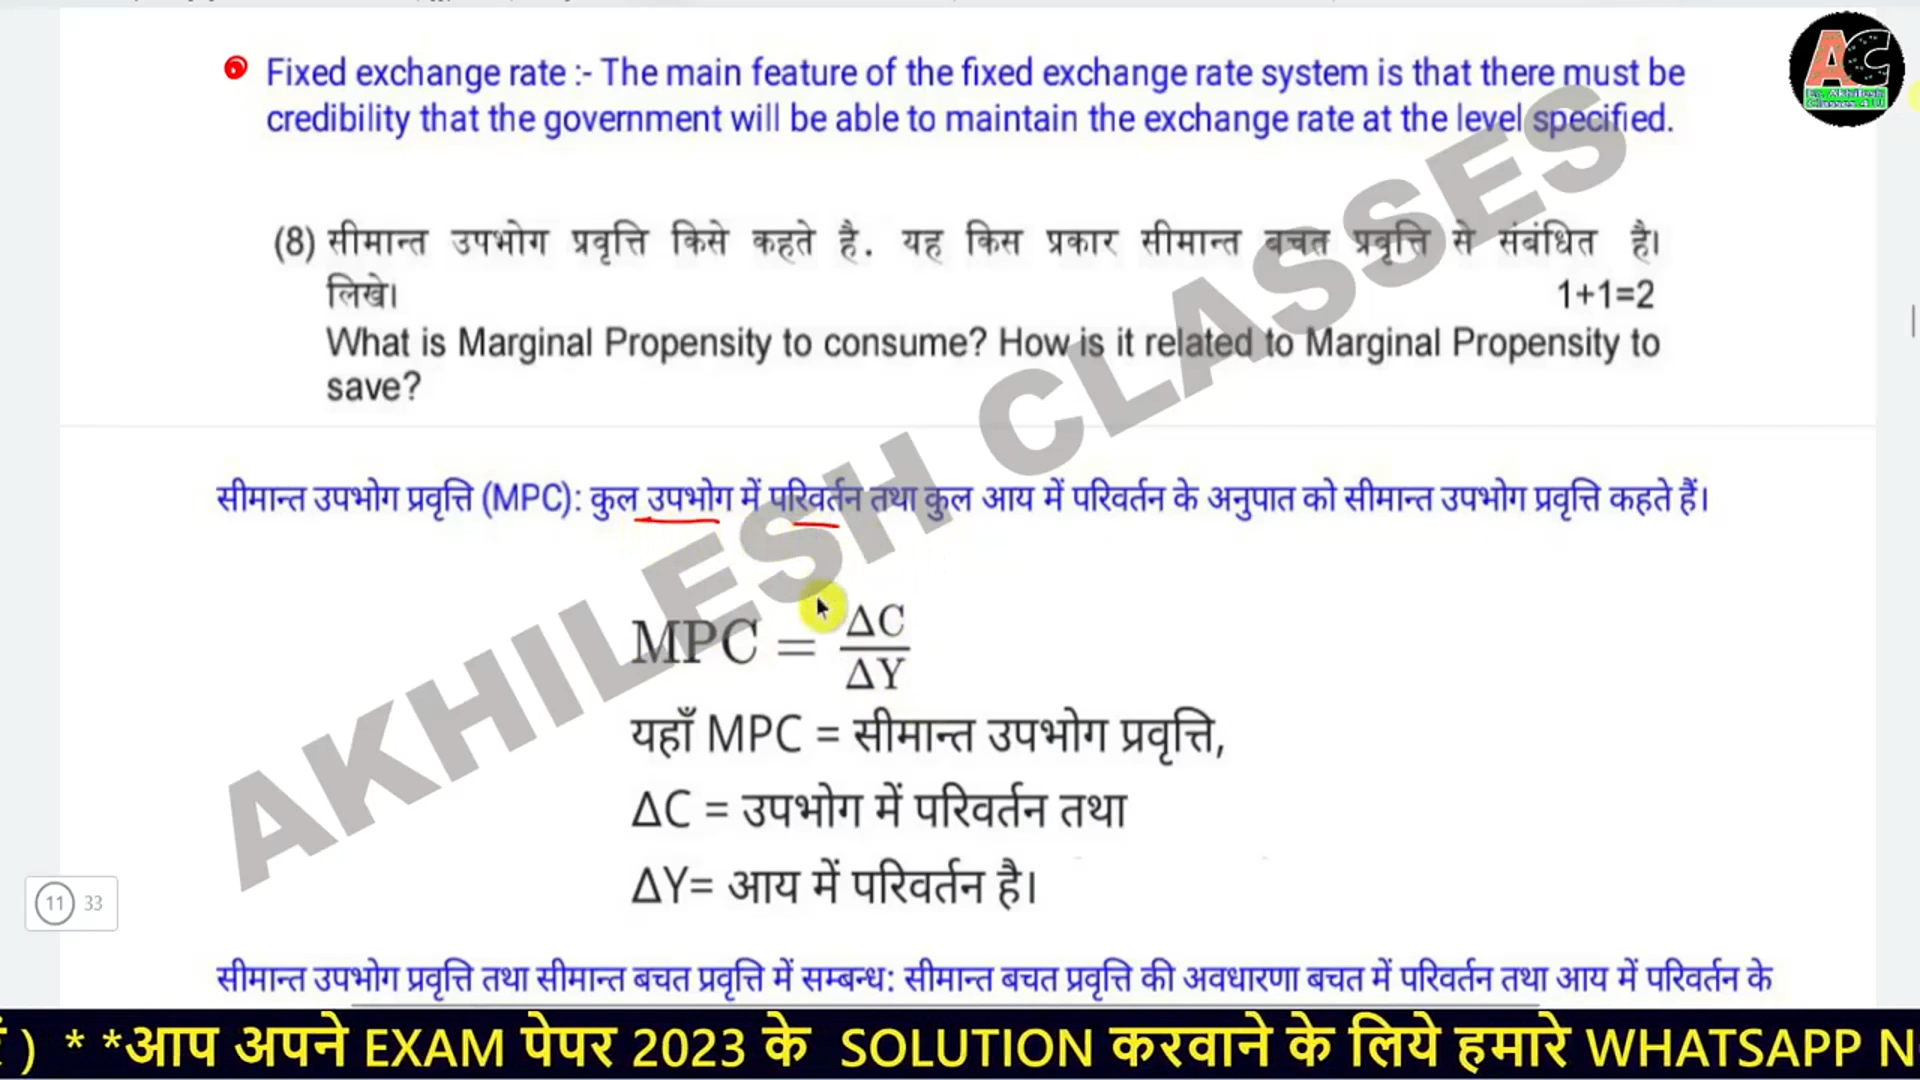 Fixed exchange rate :- The main feature of the fixed exchange rate system is that there must be
credibility that the government will be able to maintain the exchange rate at the level specified.
AC
Er. Akhilesh
Classes 4 U
(8) सीमान्त उपभोग प्रवृत्ति किसे कहते है. यह किस प्रकार सीमान्त बचत प्रवृत्ति से संबंधित है।
लिखे। 1+1=2
What is Marginal Propensity to consume? How is it related to Marginal Propensity to
save?
AKHILESH CLASSES
सीमान्त उपभोग प्रवृत्ति (MPC): कुल उपभोग में परिवर्तन तथा कुल आय में परिवर्तन के अनुपात को सीमान्त उपभोग प्रवृत्ति कहते हैं।
MPC = ΔC/ΔY
यहाँ MPC = सीमान्त उपभोग प्रवृत्ति,
ΔC = उपभोग में परिवर्तन तथा
ΔY= आय में परिवर्तन है।
11 33
सीमान्त उपभोग प्रवृत्ति तथा सीमान्त बचत प्रवृत्ति में सम्बन्ध: सीमान्त बचत प्रवृत्ति की अवधारणा बचत में परिवर्तन तथा आय में परिवर्तन के
) * *आप अपने EXAM पेपर 2023 के SOLUTION करवाने के लिये हमारे WHATSAPP N